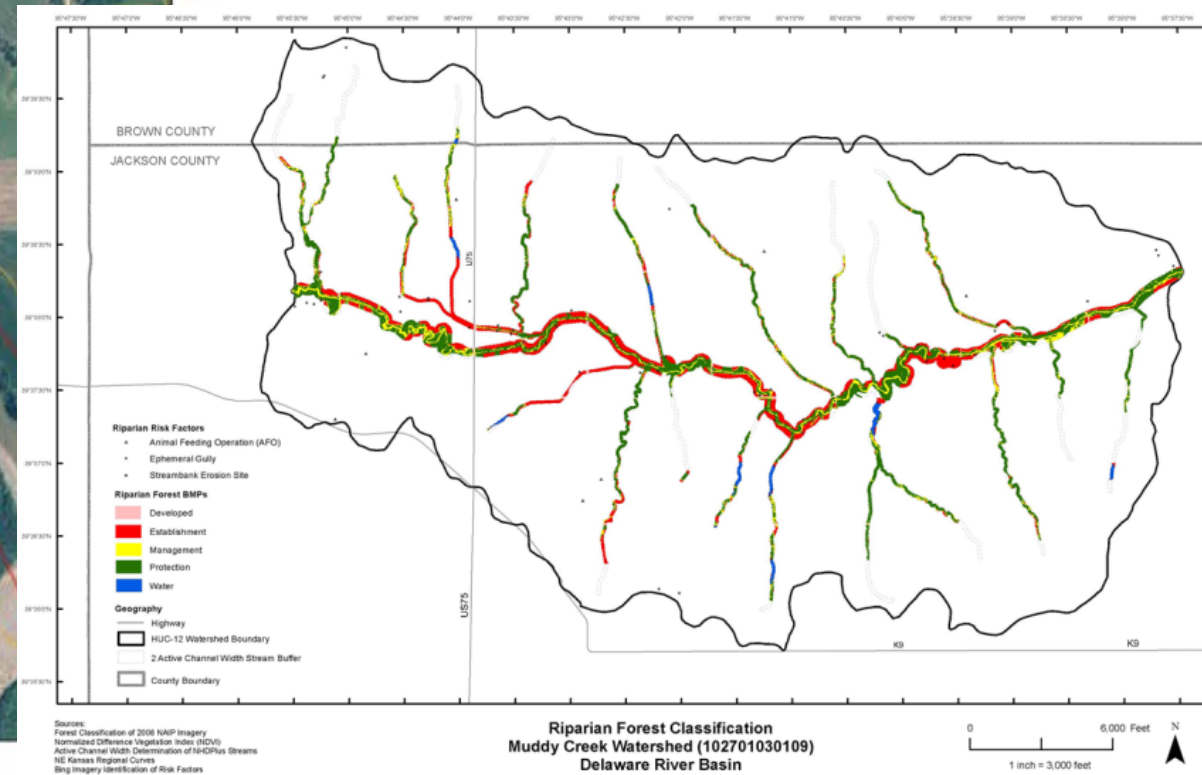 BROWN COUNTY
JACKSON COUNTY
U75
Riparian Risk Factors
Animal Feeding Operation (AFO)
Ephemeral Gully
Streambank Erosion Site
Riparian Forest BMPs
Developed
Establishment
Management
Protection
Water
Geography
Highway
HUC-12 Watershed Boundary
2 Active Channel Width Stream Buffer
County Boundary
US75
K9
K9
Sources:
Forest Classification of 2008 NAIP Imagery
Normalized Difference Vegetation Index (NDVI)
Active Channel Width Determination of NHDPlus Streams
NE Kansas Regional Curves
Bing Imagery Identification of Risk Factors
Riparian Forest Classification
Muddy Creek Watershed (102701030109)
Delaware River Basin
0 6,000 Feet
1 inch = 3,000 feet
N